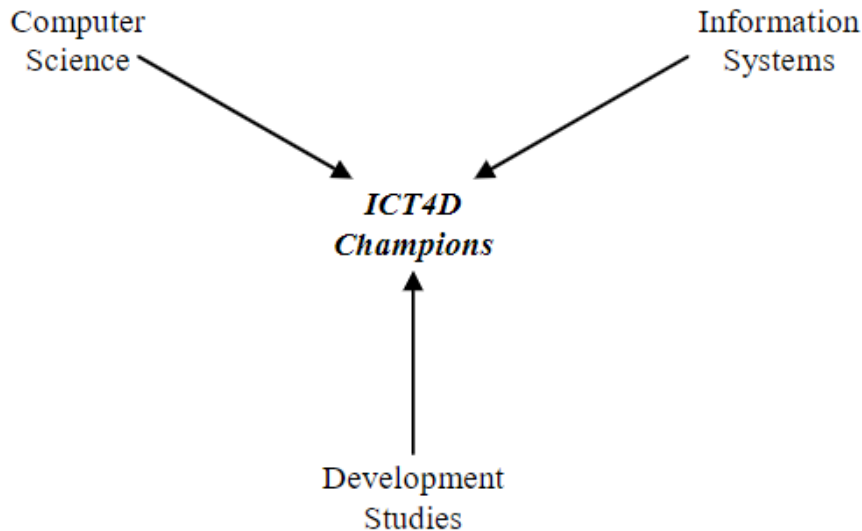 Computer
Science
Information
Systems
ICT4D
Champions
Development
Studies